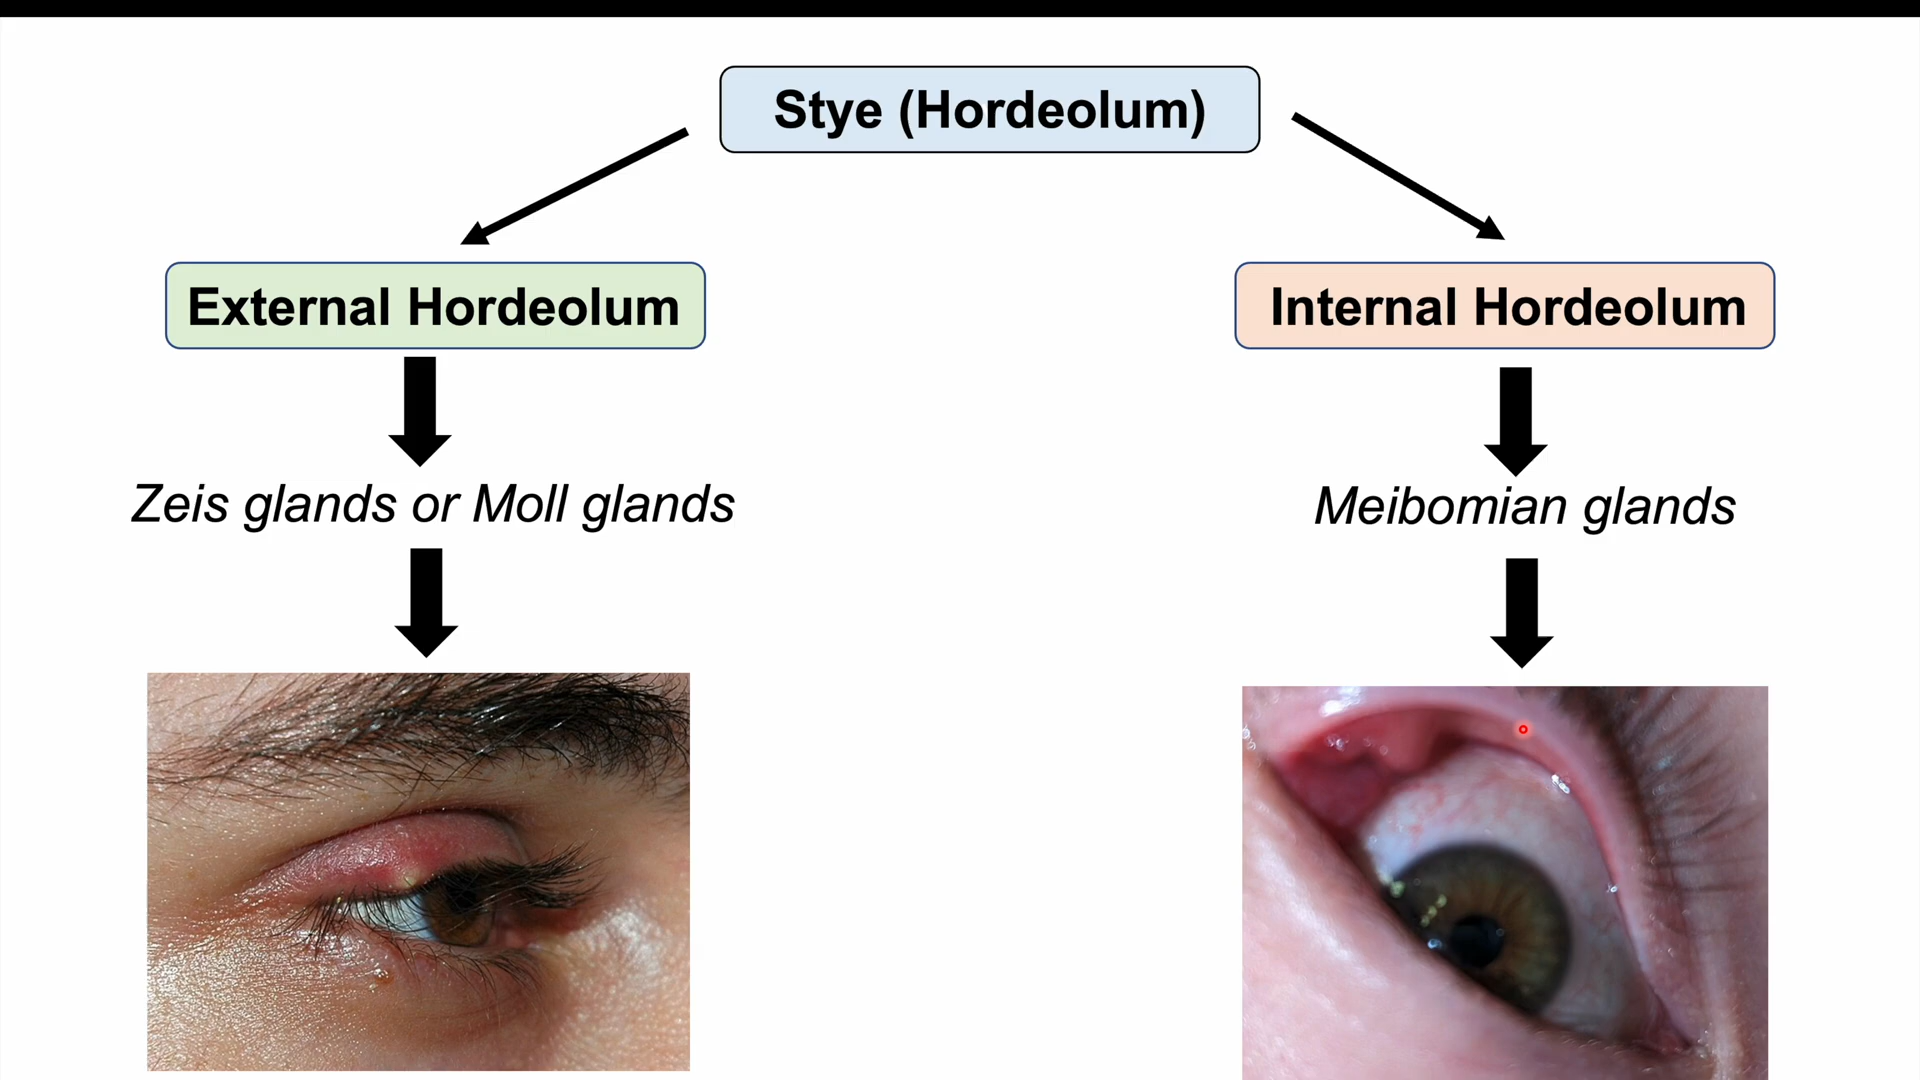 Stye (Hordeolum)
External Hordeolum
Internal Hordeolum
Zeis glands or Moll glands
Meibomian glands